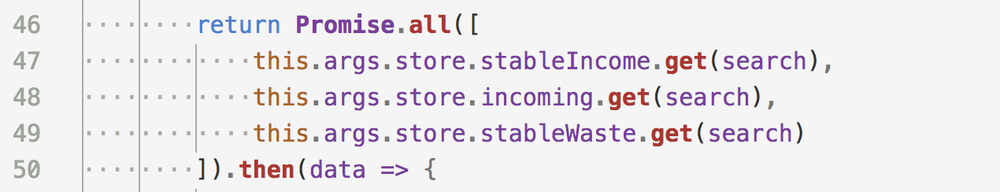 46 ········return Promise.all([
47 ············this.args.store.stableIncome.get(search),
48 ············this.args.store.incoming.get(search),
49 ············this.args.store.stableWaste.get(search)
50 ········]).then(data => {